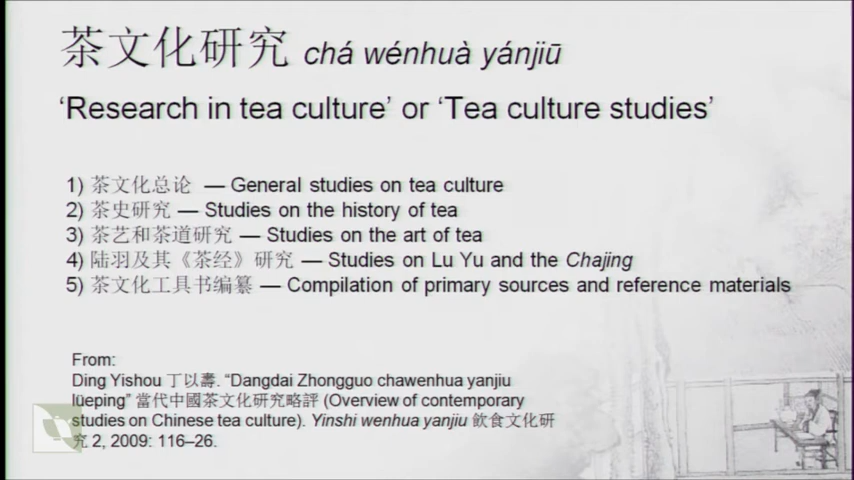 茶文化研究 chá wénhuà yánjiū
‘Research in tea culture’ or ‘Tea culture studies’
1) 茶文化总论 — General studies on tea culture
2) 茶史研究 — Studies on the history of tea
3) 茶艺和茶道研究 — Studies on the art of tea
4) 陆羽及其《茶经》研究 — Studies on Lu Yu and the Chajing
5) 茶文化工具书编纂 — Compilation of primary sources and reference materials
From:
Ding Yishou 丁以壽. “Dangdai Zhongguo chawenhua yanjiu
lüeping” 當代中國茶文化研究略評 (Overview of contemporary
studies on Chinese tea culture). Yinshi wenhua yanjiu 飲食文化研
究 2, 2009: 116–26.